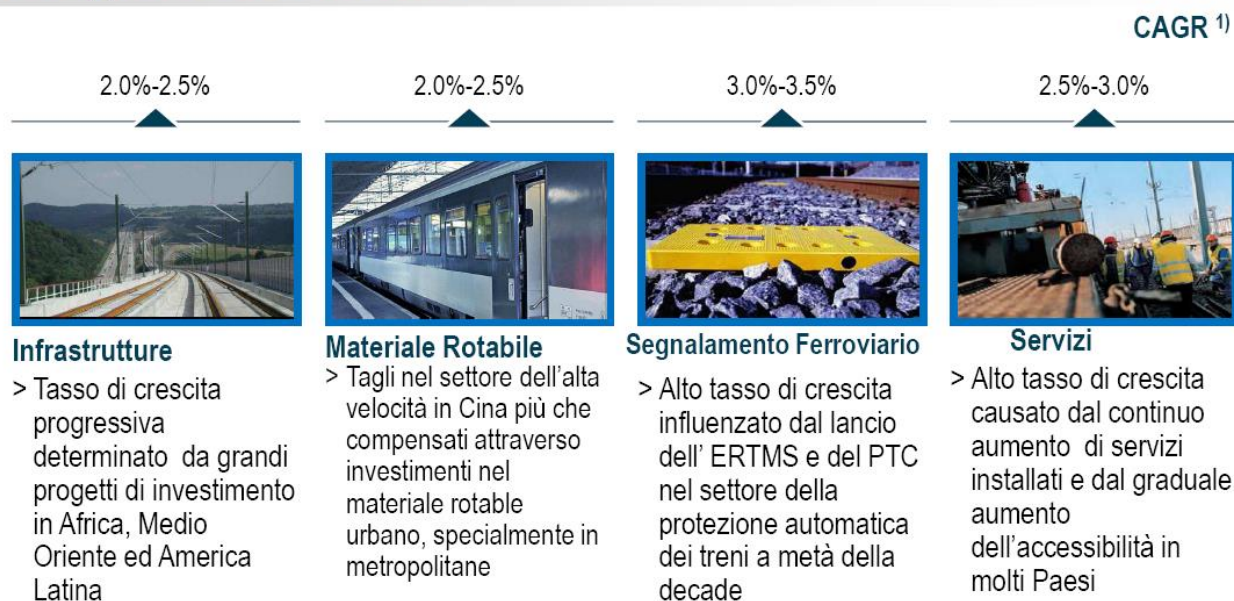 CAGR 1)
2.0%-2.5%
2.0%-2.5%
3.0%-3.5%
2.5%-3.0%
Infrastrutture
> Tasso di crescita
progressiva
determinato da grandi
progetti di investimento
in Africa, Medio
Oriente ed America
Latina
Materiale Rotabile
> Tagli nel settore dell'alta
velocità in Cina più che
compensati attraverso
investimenti nel
materiale rotable
urbano, specialmente in
metropolitane
Segnalamento Ferroviario
> Alto tasso di crescita
influenzato dal lancio
dell' ERTMS e del PTC
nel settore della
protezione automatica
dei treni a metà della
decade
Servizi
> Alto tasso di crescita
causato dal continuo
aumento di servizi
installati e dal graduale
aumento
dell'accessibilità in
molti Paesi